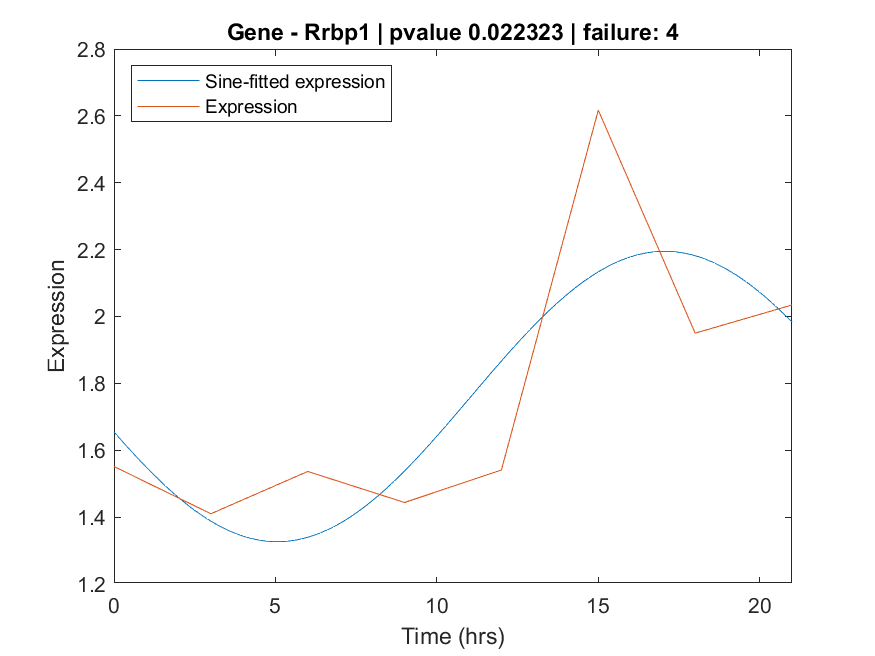 Gene - Rrbp1 | pvalue 0.022323 | failure: 4
2.8
2.6
2.4
2.2
2
1.8
1.6
1.4
1.2
Sine-fitted expression
Expression
Expression
0
5
10
15
20
Time (hrs)